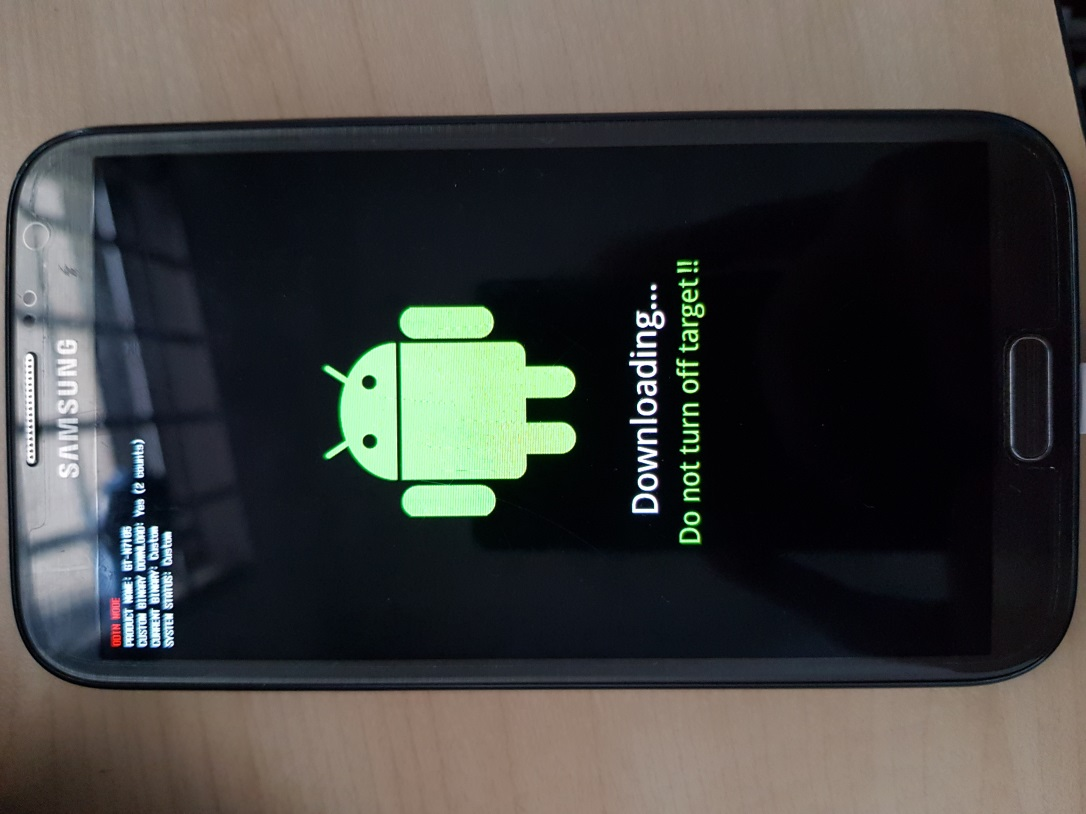 SAMSUNG
ODIN MODE
PRODUCT NAME: GT-N7105
CUSTOM BINARY DOWNLOAD: Yes (2 counts)
CURRENT BINARY: Custom
SYSTEM STATUS: Custom
Downloading...
Do not turn off target !!